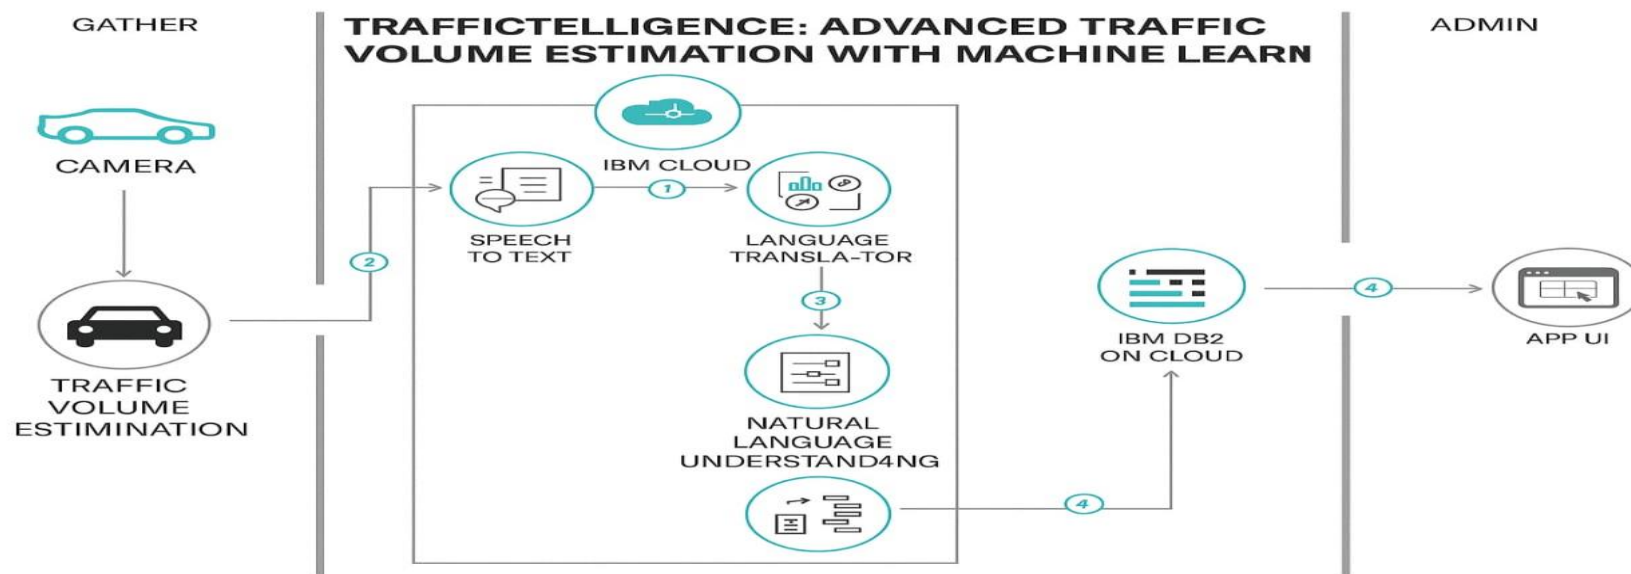 GATHER
TRAFFICTELLIGENCE: ADVANCED TRAFFIC
VOLUME ESTIMATION WITH MACHINE LEARN
ADMIN
CAMERA
IBM CLOUD
1
SPEECH
TO TEXT
LANGUAGE
TRANSLA-TOR
2
3
TRAFFIC
VOLUME
ESTIMINATION
NATURAL
LANGUAGE
UNDERSTAND4NG
4
IBM DB2
ON CLOUD
4
APP UI